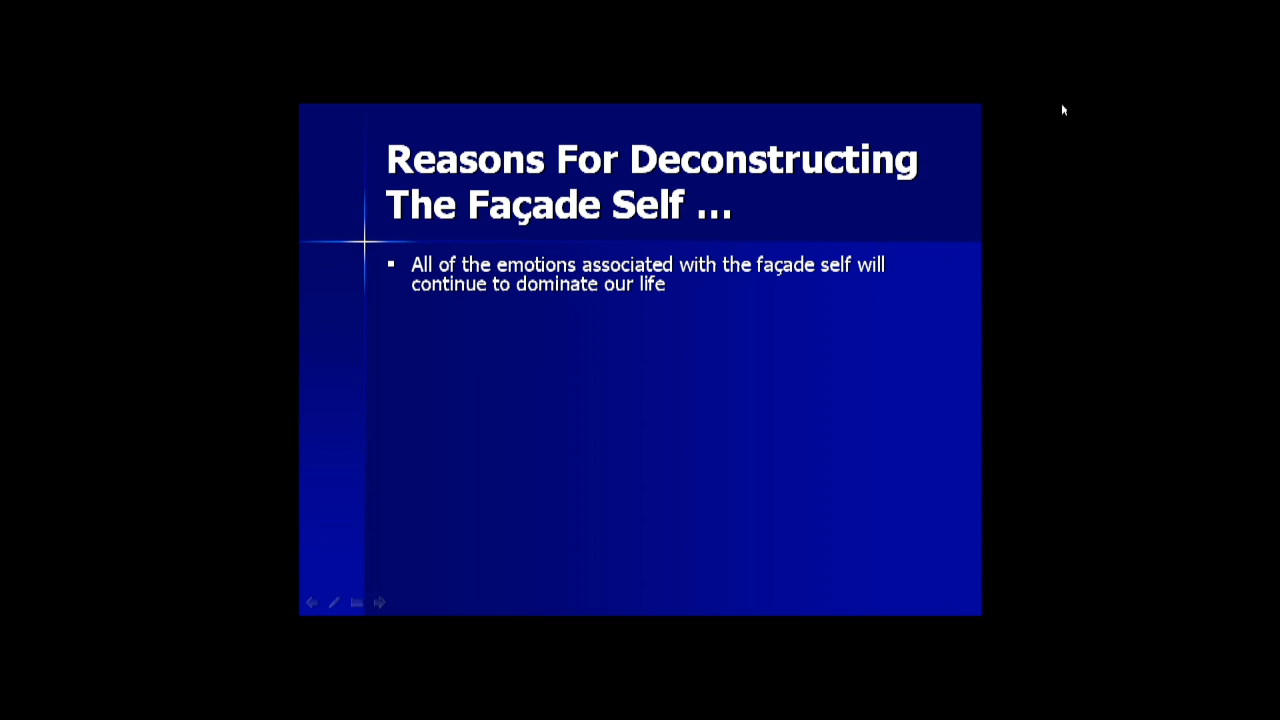 Reasons For Deconstructing
The Façade Self ...
▪ All of the emotions associated with the façade self will
continue to dominate our life